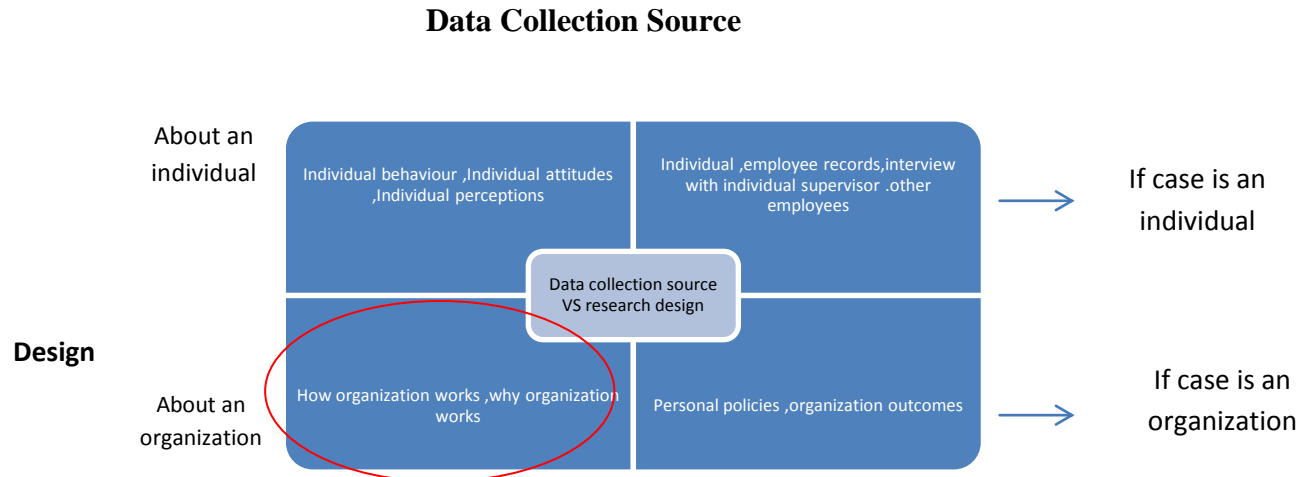 Data Collection Source
About an
individual
Individual behaviour ,Individual attitudes
,Individual perceptions
Individual ,employee records,interview
with individual supervisor .other
employees
If case is an
individual
Data collection source
VS research design
Design
About an
organization
How organization works ,why organization
works
Personal policies ,organization outcomes
If case is an
organization